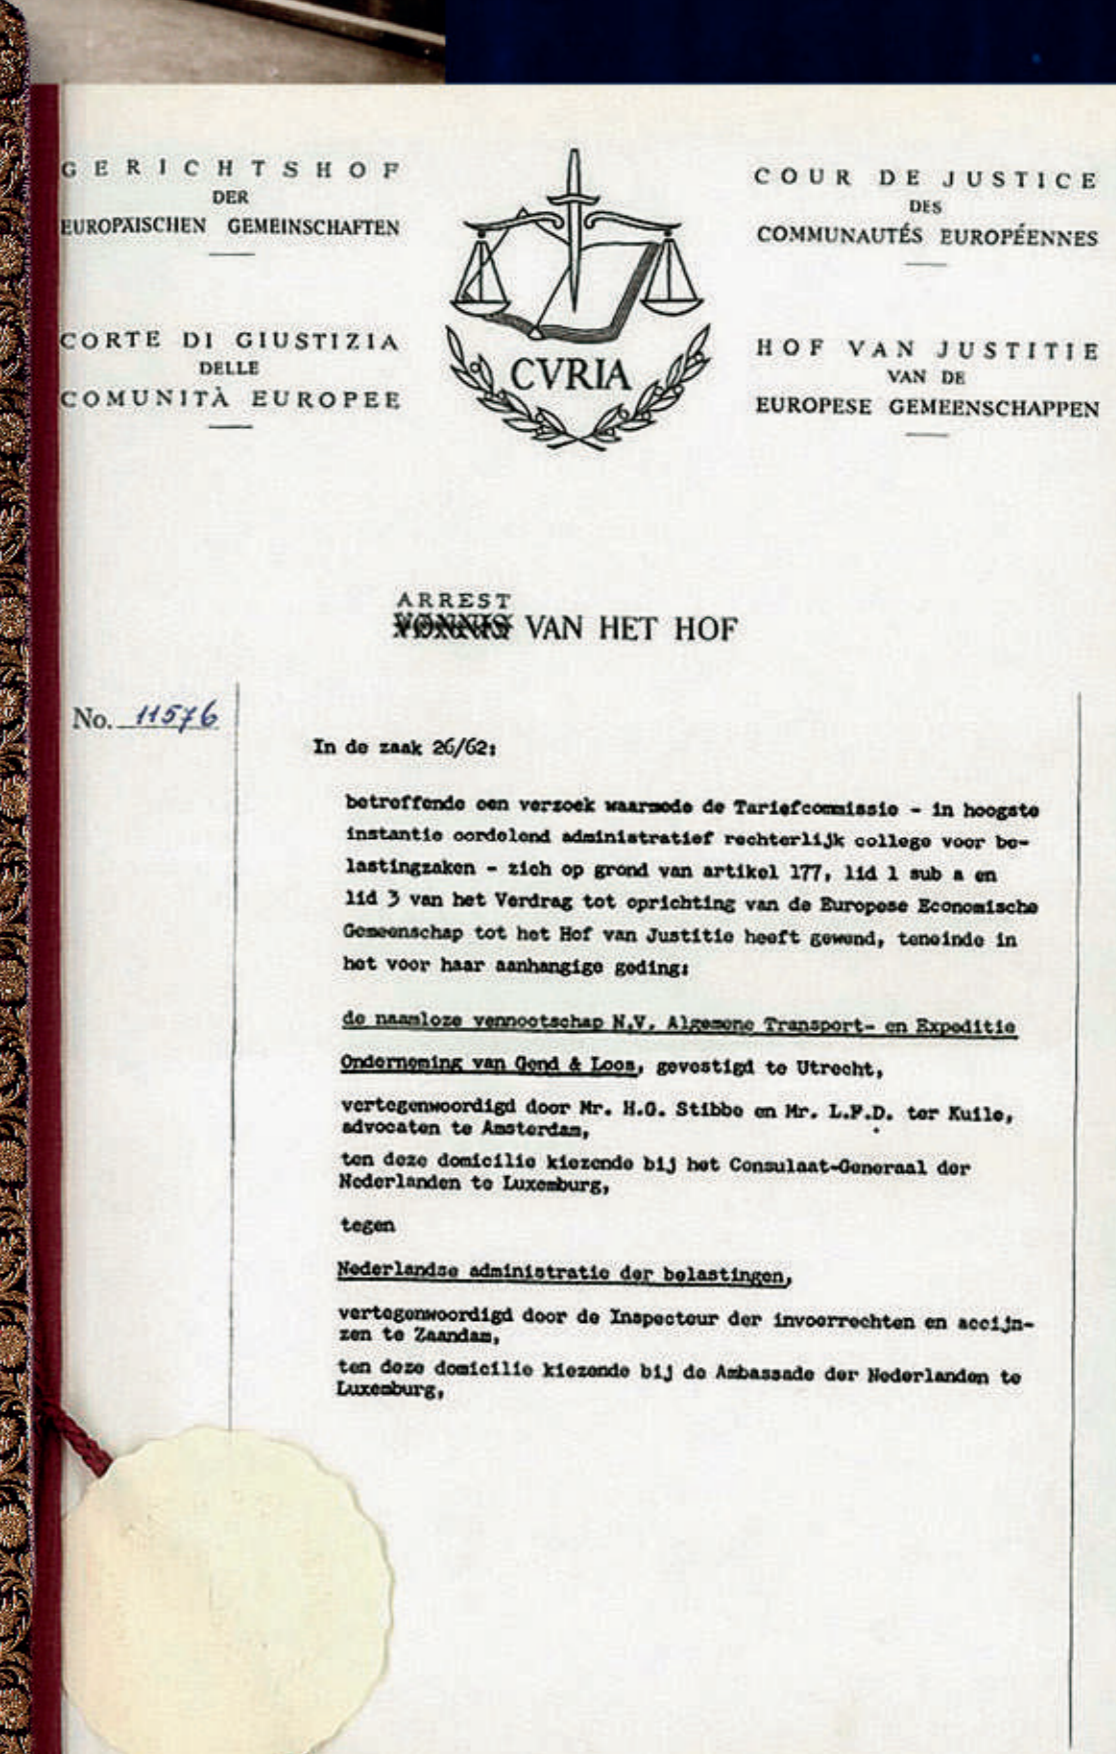 GERICHTSHOF
DER
EUROPÄISCHEN GEMEINSCHAFTEN
CORTE DI GIUSTIZIA
DELLE
COMUNITÀ EUROPEE
CVRIA
COUR DE JUSTICE
DES
COMMUNAUTÉS EUROPÉENNES
HOF VAN JUSTITIE
VAN DE
EUROPESE GEMEENSCHAPPEN
ARREST
VONNIS VAN HET HOF
No. 11576
In de zaak 26/62:
betreffende een verzoek waarmede de Tariefcommissie - in hoogste
instantie oordelend administratief rechterlijk college voor be-
lastingzaken - zich op grond van artikel 177, lid 1 sub a en
lid 3 van het Verdrag tot oprichting van de Europese Economische
Gemeenschap tot het Hof van Justitie heeft gewend, teneinde in
het voor haar aanhangige geding:
de naamloze vennootschap N.V. Algemene Transport- en Expeditie
Onderneming van Gend & Loos, gevestigd te Utrecht,
vertegenwoordigd door Mr. H.G. Stibbe en Mr. L.F.D. ter Kuile,
advocaten te Amsterdam,
ten deze domicilie kiezende bij het Consulaat-Generaal der
Nederlanden te Luxemburg,
tegen
Nederlandse administratie der belastingen,
vertegenwoordigd door de Inspecteur der invoerrechten en accijn-
zen te Zaandam,
ten deze domicilie kiezende bij de Ambassade der Nederlanden te
Luxemburg,